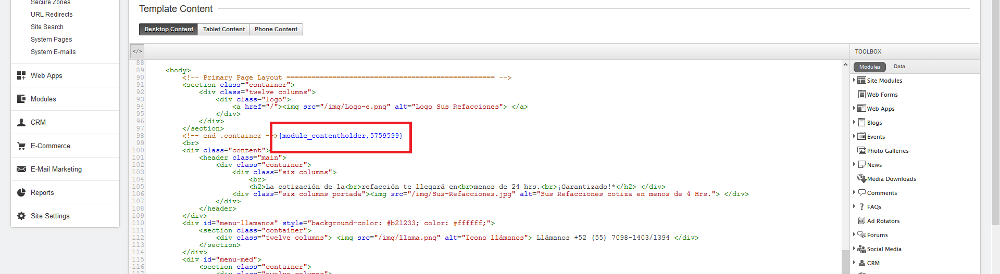 Secure Zones
URL Redirects
Site Search
System Pages
System E-mails
Web Apps
Modules
CRM
E-Commerce
E-Mail Marketing
Reports
Site Settings
Template Content
Desktop Content
Tablet Content
Phone Content
</>
88
89 <body>
90 <!-- Primary Page Layout ================================================== -->
91 <section class="container">
92 <div class="twelve columns">
93 <div class="logo">
94 <a href="/"><img src="/img/Logo-e.png" alt="Logo Sus Refacciones"> </a>
95 </div>
96 </div>
97 </section>
98 <!-- end .container -->{module_contentholder,5759599}
99 <br>
100 <div class="content">
101 <header class="main">
102 <div class="container">
103 <div class="six columns">
104 <br>
105 <h2>La cotización de la<br>refacción te llegará en<br>menos de 24 hrs.<br>¡Garantizado!*</h2> </div>
106 <div class="six columns portada"><img src="/img/Sus-Refacciones.jpg" alt="Sus Refacciones cotiza en menos de 4 Hrs."> </div>
107 </div>
108 </header>
109 </div>
110 <div id="menu-llamanos" style="background-color: #b21233; color: #ffffff;">
111 <section class="container">
112 <div class="twelve columns"> <img src="/img/llama.png" alt="Icono llámanos"> Llámanos +52 (55) 7098-1403/1394 </div>
113 </section>
114 </div>
115 <div id="menu-med">
116 <section class="container">
117 <div class="twelve columns">
TOOLBOX
Modules
Data
Site Modules
Web Forms
Web Apps
Blogs
Events
Photo Galleries
News
Media Downloads
Comments
FAQs
Ad Rotators
Forums
Social Media
CRM